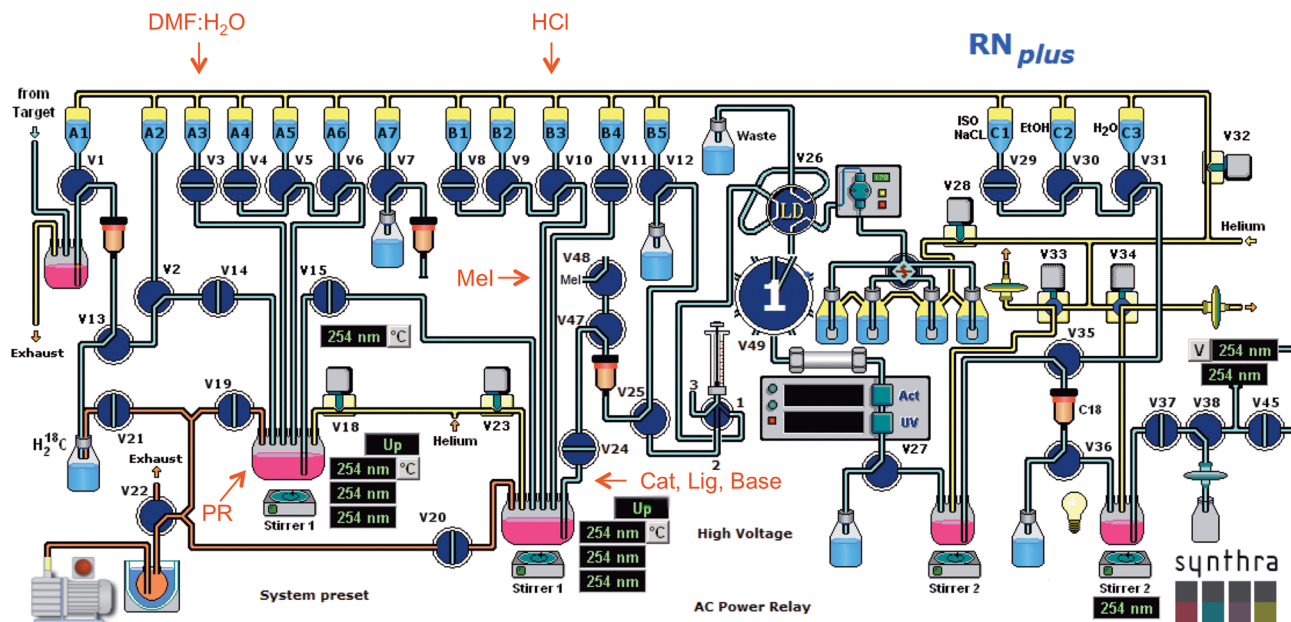 DMF:H₂O
HCl
RN plus
from
Target
A1
A2
A3
A4
A5
A6
A7
B1
B2
B3
B4
B5
Waste
ISO
NaCL
C1
EtOH
C2
H₂O
C3
V32
V1
V3
V4
V5
V6
V7
V8
V9
V10
V11
V12
V26
V29
V30
V31
LD
V28
Helium
V2
V14
V15
MeI
V48
MeI
V33
V34
V13
254 nm °C
V47
1
V49
V35
Exhaust
V 254 nm
254 nm
V19
V18
Helium
V23
V25
3
1
2
Act
UV
C18
V37
V38
V45
V21
H₂¹⁸C
Up
254 nm °C
254 nm
254 nm
V24
V27
V36
Exhaust
V22
PR
Stirrer 1
V20
Cat, Lig, Base
Up
254 nm °C
254 nm
254 nm
High Voltage
Stirrer 1
Stirrer 2
Stirrer 2
254 nm
synthra
System preset
AC Power Relay